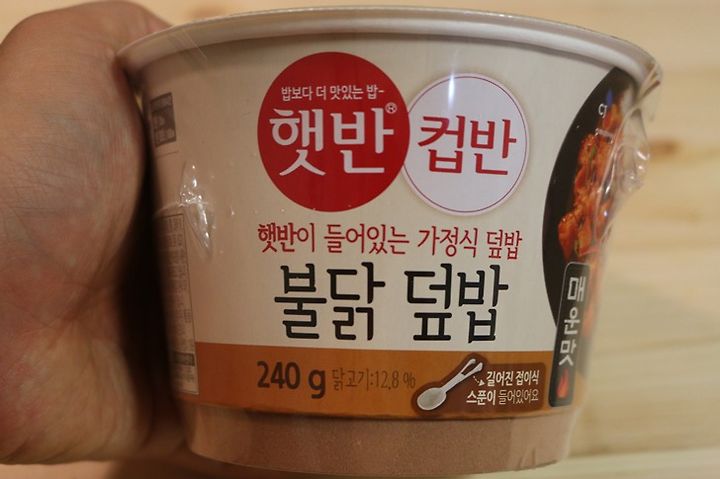 밥보다 더 맛있는 밥-
햇반®
컵반
햇반이 들어있는 가정식 덮밥
불닭 덮밥
매운맛
240 g 닭고기:12.8 %
길어진 접이식
스푼이 들어있어요